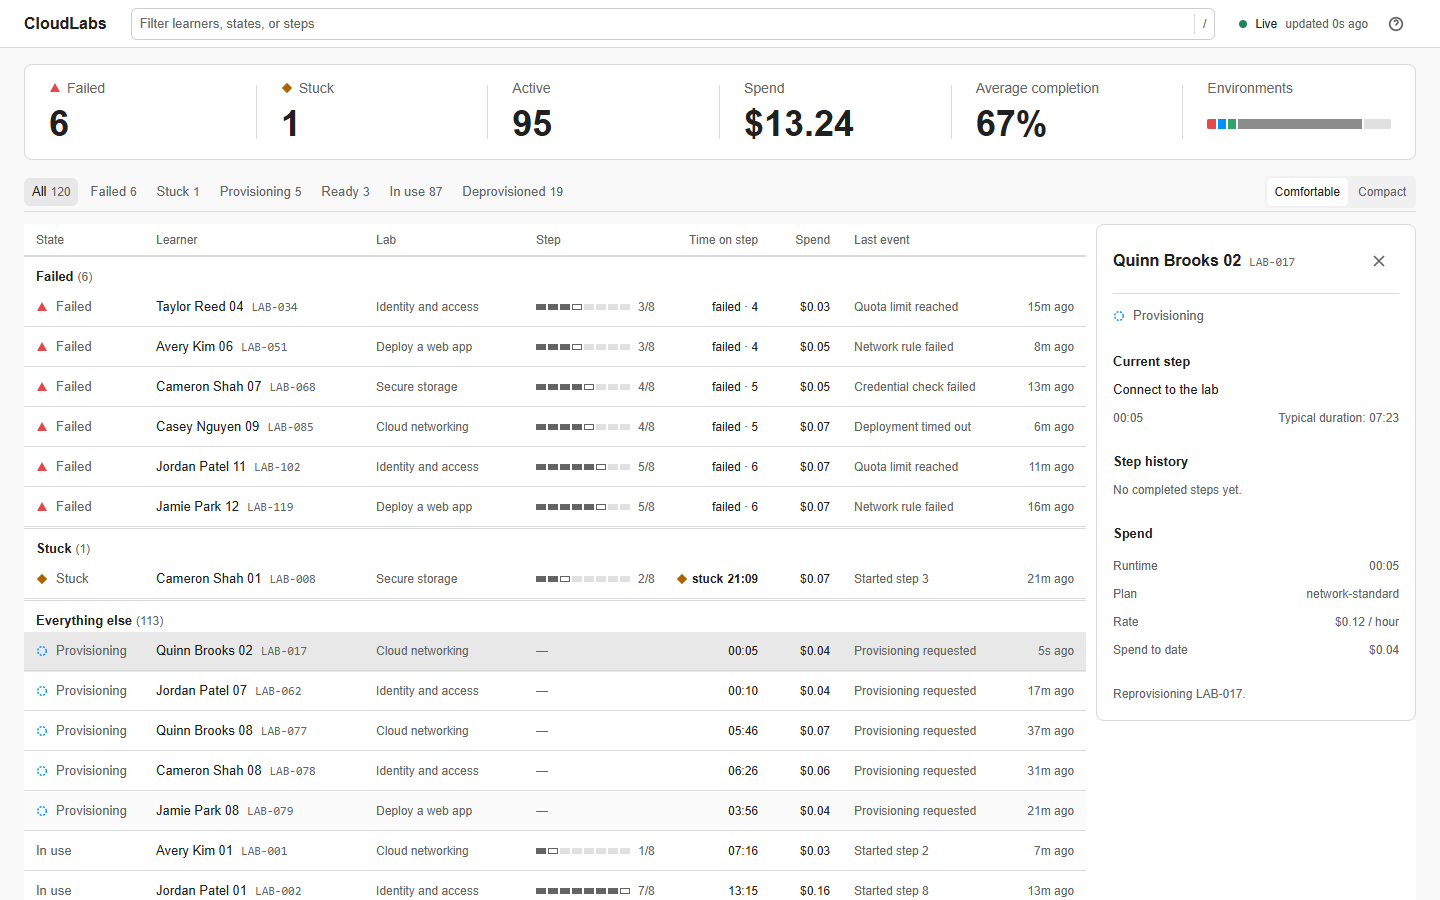 CloudLabs
Filter learners, states, or steps /
Live updated 0s ago
Failed
6
Stuck
1
Active
95
Spend
$13.24
Average completion
67%
Environments
All 120 Failed 6 Stuck 1 Provisioning 5 Ready 3 In use 87 Deprovisioned 19
Comfortable Compact
State Learner Lab Step Time on step Spend Last event
Failed (6)
Failed Taylor Reed 04 LAB-034 Identity and access 3/8 failed · 4 $0.03 Quota limit reached 15m ago
Failed Avery Kim 06 LAB-051 Deploy a web app 3/8 failed · 4 $0.05 Network rule failed 8m ago
Failed Cameron Shah 07 LAB-068 Secure storage 4/8 failed · 5 $0.05 Credential check failed 13m ago
Failed Casey Nguyen 09 LAB-085 Cloud networking 4/8 failed · 5 $0.07 Deployment timed out 6m ago
Failed Jordan Patel 11 LAB-102 Identity and access 5/8 failed · 6 $0.07 Quota limit reached 11m ago
Failed Jamie Park 12 LAB-119 Deploy a web app 5/8 failed · 6 $0.07 Network rule failed 16m ago
Stuck (1)
Stuck Cameron Shah 01 LAB-008 Secure storage 2/8 stuck 21:09 $0.07 Started step 3 21m ago
Everything else (113)
Provisioning Quinn Brooks 02 LAB-017 Cloud networking — 00:05 $0.04 Provisioning requested 5s ago
Provisioning Jordan Patel 07 LAB-062 Identity and access — 00:10 $0.04 Provisioning requested 17m ago
Provisioning Quinn Brooks 08 LAB-077 Cloud networking — 05:46 $0.07 Provisioning requested 37m ago
Provisioning Cameron Shah 08 LAB-078 Identity and access — 06:26 $0.06 Provisioning requested 31m ago
Provisioning Jamie Park 08 LAB-079 Deploy a web app — 03:56 $0.04 Provisioning requested 21m ago
In use Avery Kim 01 LAB-001 Cloud networking 1/8 07:16 $0.03 Started step 2 7m ago
In use Jordan Patel 01 LAB-002 Identity and access 7/8 13:15 $0.16 Started step 8 13m ago
Quinn Brooks 02 LAB-017
Provisioning
Current step
Connect to the lab
00:05 Typical duration: 07:23
Step history
No completed steps yet.
Spend
Runtime 00:05
Plan network-standard
Rate $0.12 / hour
Spend to date $0.04
Reprovisioning LAB-017.